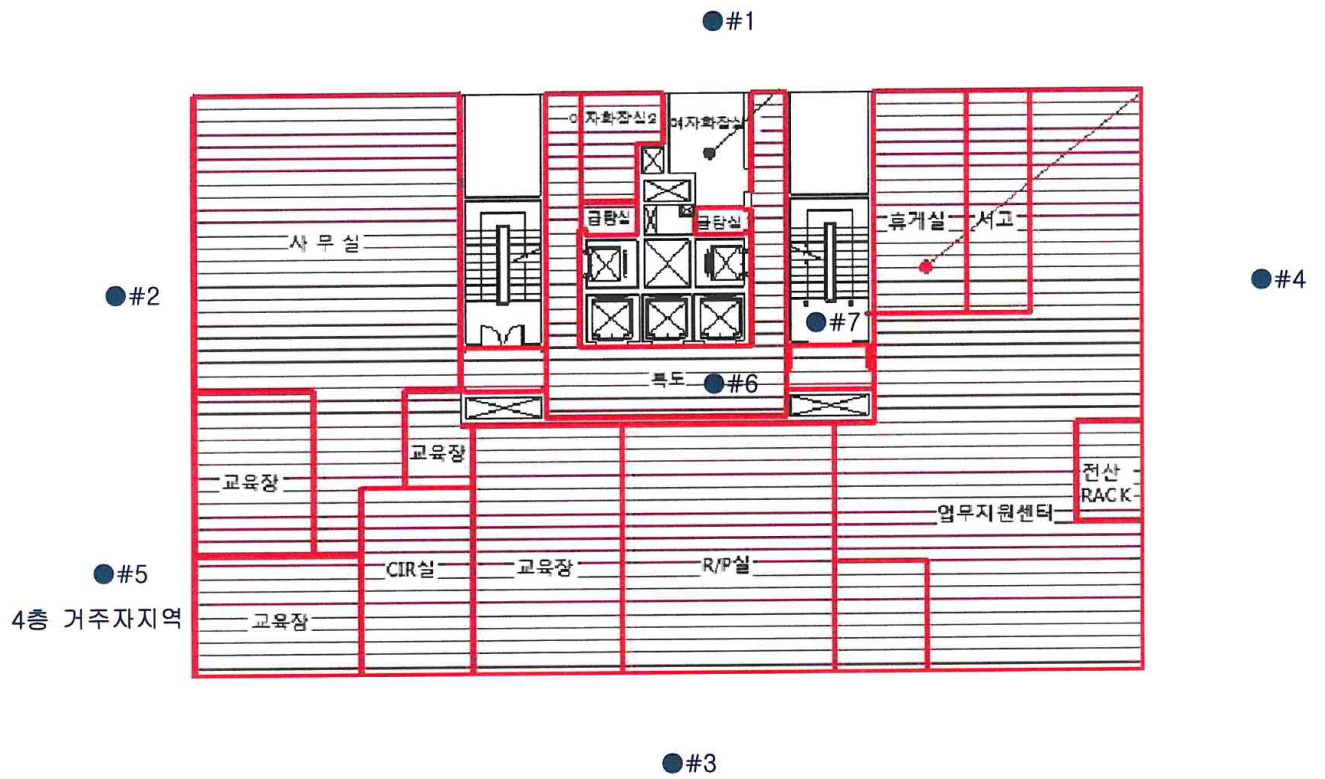 #1
여자화장실2
여자화장실
급탕실
급탕실
사 무 실
휴게실
서고
#2
#4
#7
복도
#6
교육장
교육장
전산
RACK
업무지원센터
#5
4층 거주자지역
CIR실
교육장
R/P실
교육장
#3